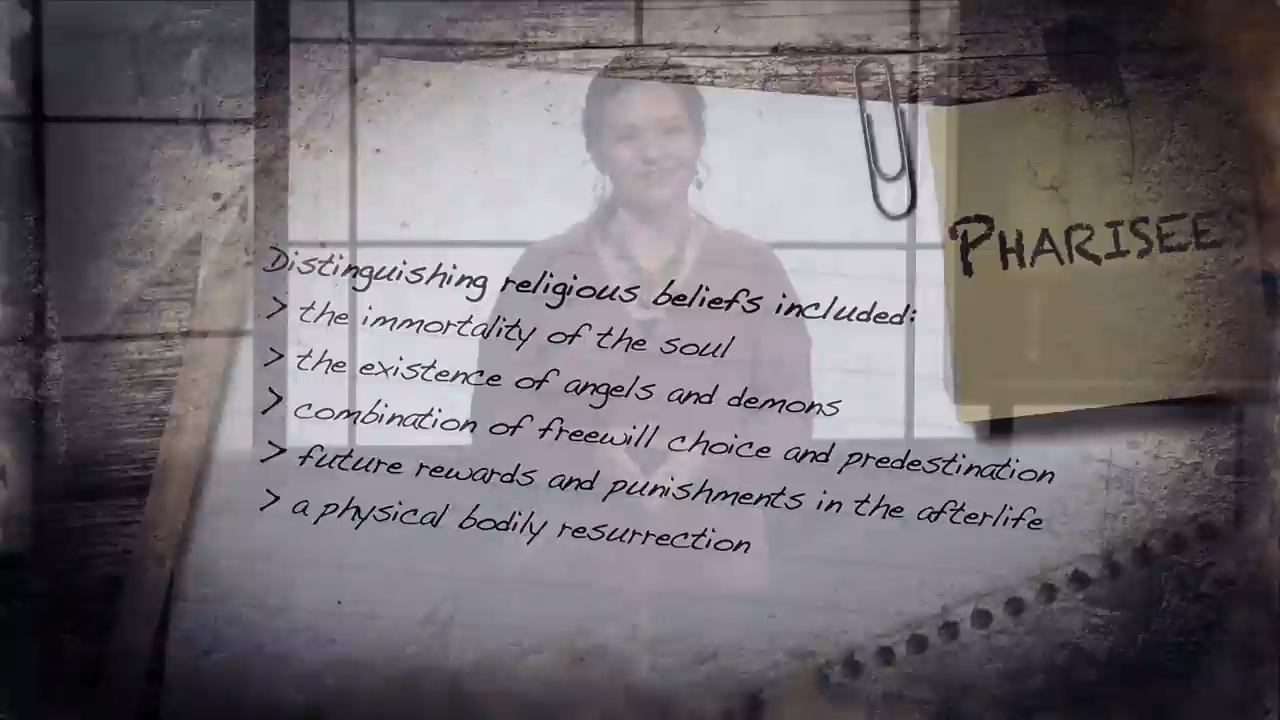 PHARISEE
Distinguishing religious beliefs included:
> the immortality of the soul
> the existence of angels and demons
> combination of freewill choice and predestination
> future rewards and punishments in the afterlife
> a physical bodily resurrection